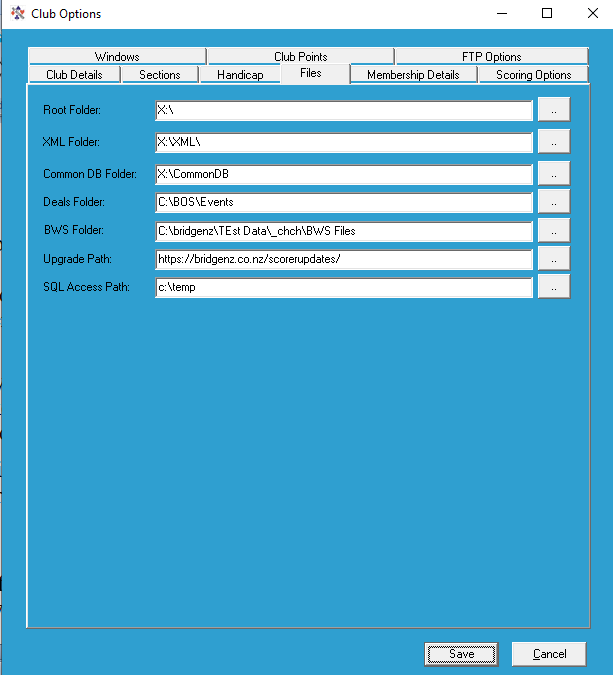 Club Options
Windows Club Points FTP Options
Club Details Sections Handicap Files Membership Details Scoring Options
Root Folder: X:\ ..
XML Folder: X:\XML\ ..
Common DB Folder: X:\CommonDB ..
Deals Folder: C:\BOS\Events ..
BWS Folder: C:\bridgenz\TEst Data\_chch\BWS Files ..
Upgrade Path: https://bridgenz.co.nz/scorerupdates/ ..
SQL Access Path: c:\temp ..
Save Cancel